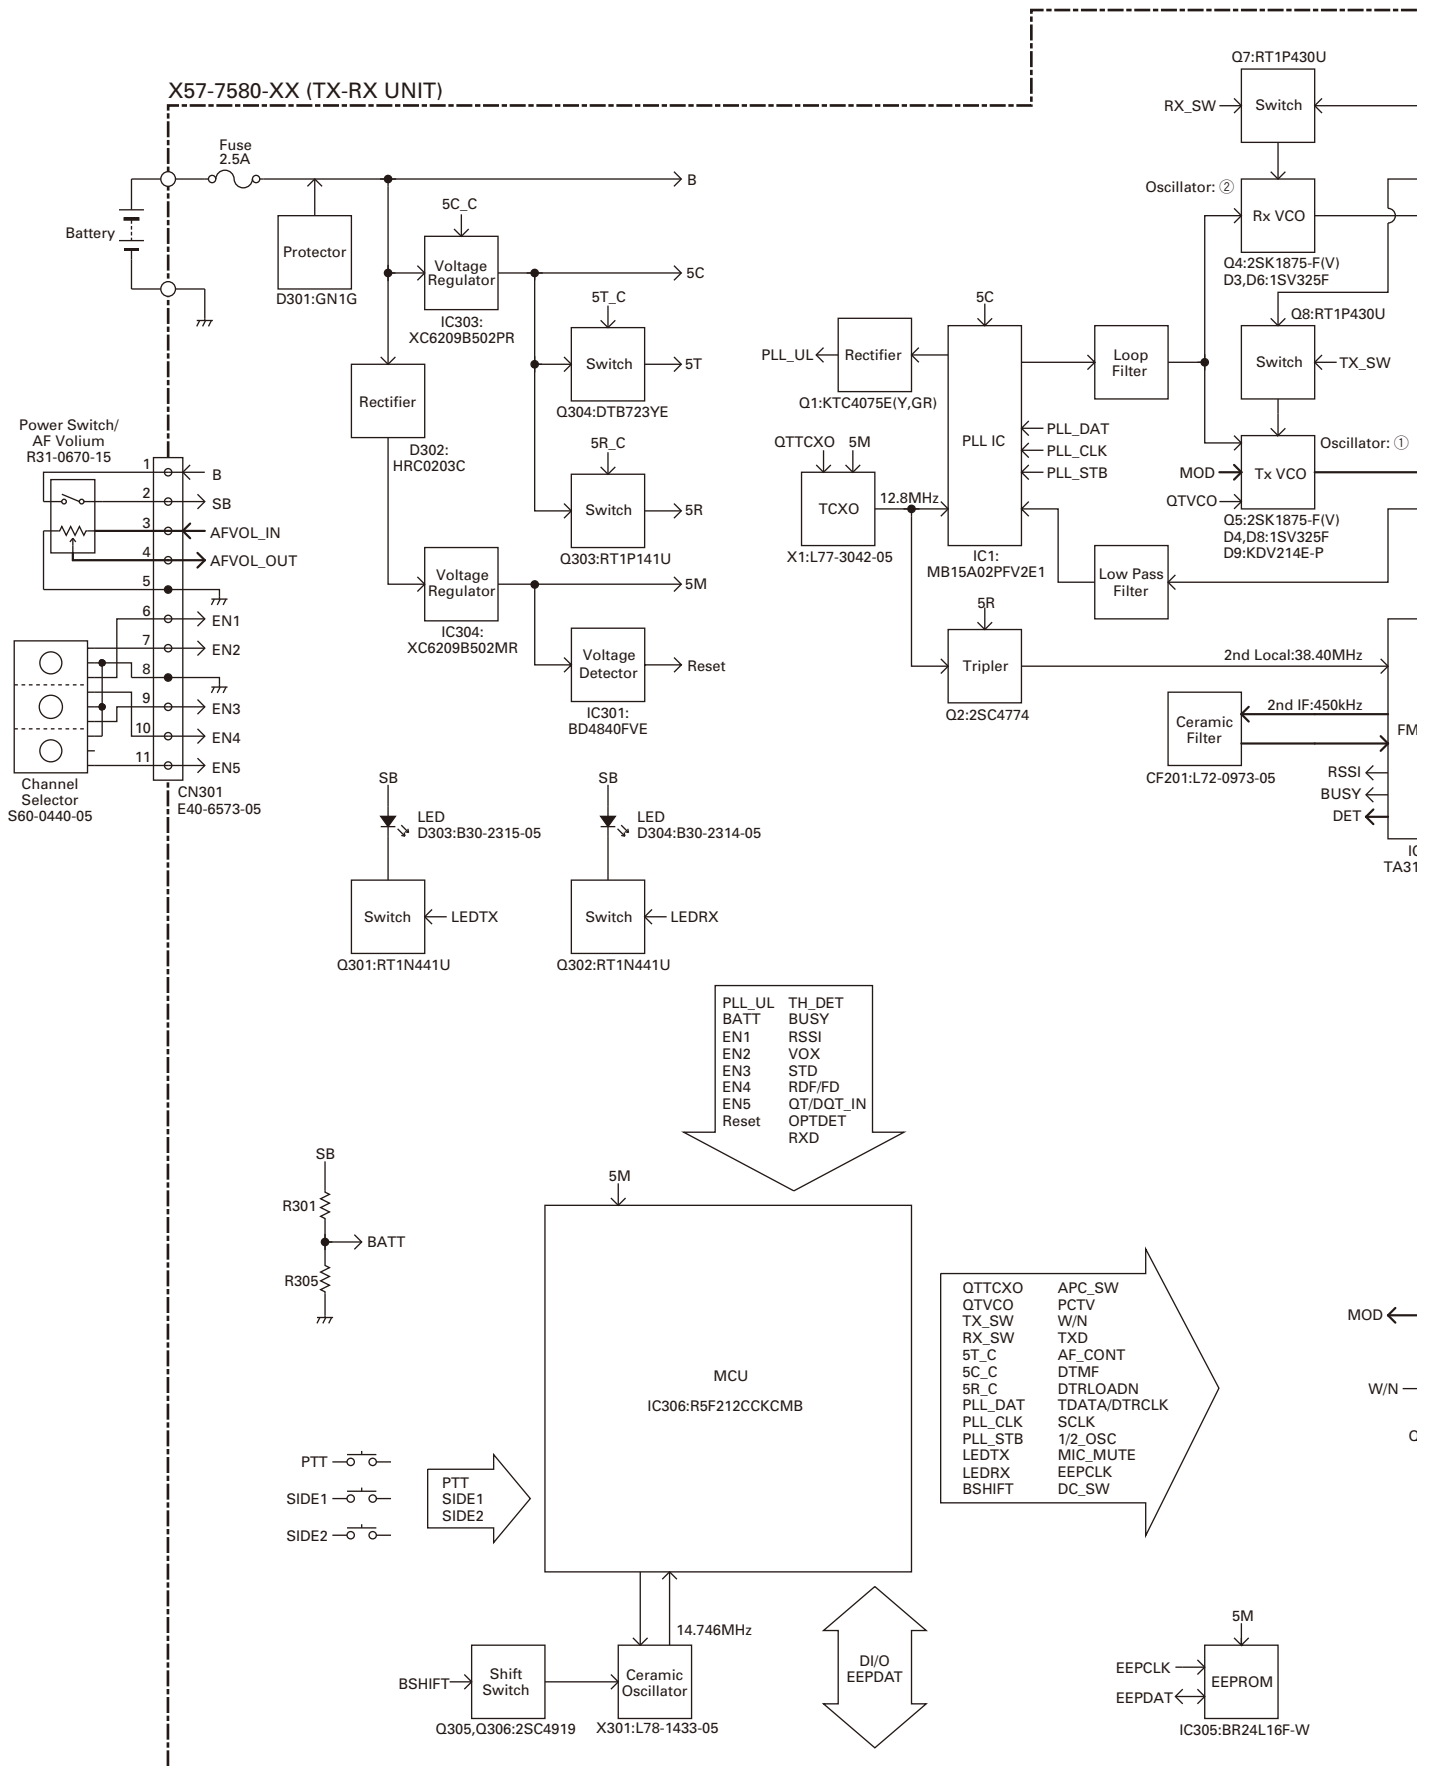 X57-7580-XX (TX-RX UNIT)
Fuse
2.5A
B
Battery
Protector
D301:GN1G
5C_C
Voltage
Regulator
IC303:
XC6209B502PR
5C
5T_C
Switch
5T
Q304:DTB723YE
Rectifier
D302:
HRC0203C
5R_C
Switch
5R
Q303:RT1P141U
Voltage
Regulator
IC304:
XC6209B502MR
5M
Voltage
Detector
Reset
IC301:
BD4840FVE
Power Switch/
AF Volium
R31-0670-15
1
B
2
SB
3
AFVOL_IN
4
AFVOL_OUT
5
6
EN1
7
EN2
8
9
EN3
10
EN4
11
EN5
Channel
Selector
S60-0440-05
CN301
E40-6573-05
SB
LED
D303:B30-2315-05
Switch
LEDTX
Q301:RT1N441U
SB
LED
D304:B30-2314-05
Switch
LEDRX
Q302:RT1N441U
Q7:RT1P430U
RX_SW
Switch
Oscillator: ②
Rx VCO
Q4:2SK1875-F(V)
D3,D6:1SV325F
Q8:RT1P430U
Switch
TX_SW
Oscillator: ①
MOD
Tx VCO
QTVCO
Q5:2SK1875-F(V)
D4,D8:1SV325F
D9:KDV214E-P
5C
PLL_UL
Rectifier
Q1:KTC4075E(Y,GR)
PLL IC
Loop
Filter
PLL_DAT
PLL_CLK
PLL_STB
QTTCXO
5M
TCXO
12.8MHz
X1:L77-3042-05
IC1:
MB15A02PFV2E1
Low Pass
Filter
5R
Tripler
Q2:2SC4774
2nd Local:38.40MHz
Ceramic
Filter
2nd IF:450kHz
CF201:L72-0973-05
FM
RSSI
BUSY
DET
TA31
PLL_UL TH_DET
BATT BUSY
EN1 RSSI
EN2 VOX
EN3 STD
EN4 RDF/FD
EN5 QT/DQT_IN
Reset OPTDET
RXD
SB
R301
BATT
R305
5M
MCU
IC306:R5F212CCKCMB
PTT
SIDE1
SIDE2
PTT
SIDE1
SIDE2
QTTCXO APC_SW
QTVCO PCTV
TX_SW W/N
RX_SW TXD
5T_C AF_CONT
5C_C DTMF
5R_C DTRLOADN
PLL_DAT TDATA/DTRCLK
PLL_CLK SCLK
PLL_STB 1/2_OSC
LEDTX MIC_MUTE
LEDRX EEPCLK
BSHIFT DC_SW
MOD
W/N
BSHIFT
Shift
Switch
Q305,Q306:2SC4919
14.746MHz
Ceramic
Oscillator
X301:L78-1433-05
DI/O
EEPDAT
5M
EEPCLK
EEPDAT
EEPROM
IC305:BR24L16F-W